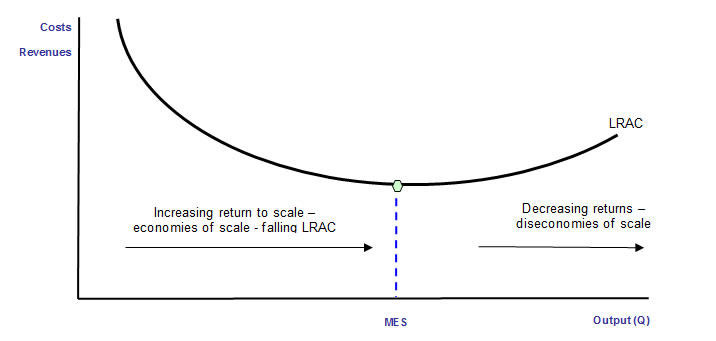 Costs
Revenues
LRAC
Increasing return to scale –
economies of scale - falling LRAC
Decreasing returns –
diseconomies of scale
MES
Output (Q)